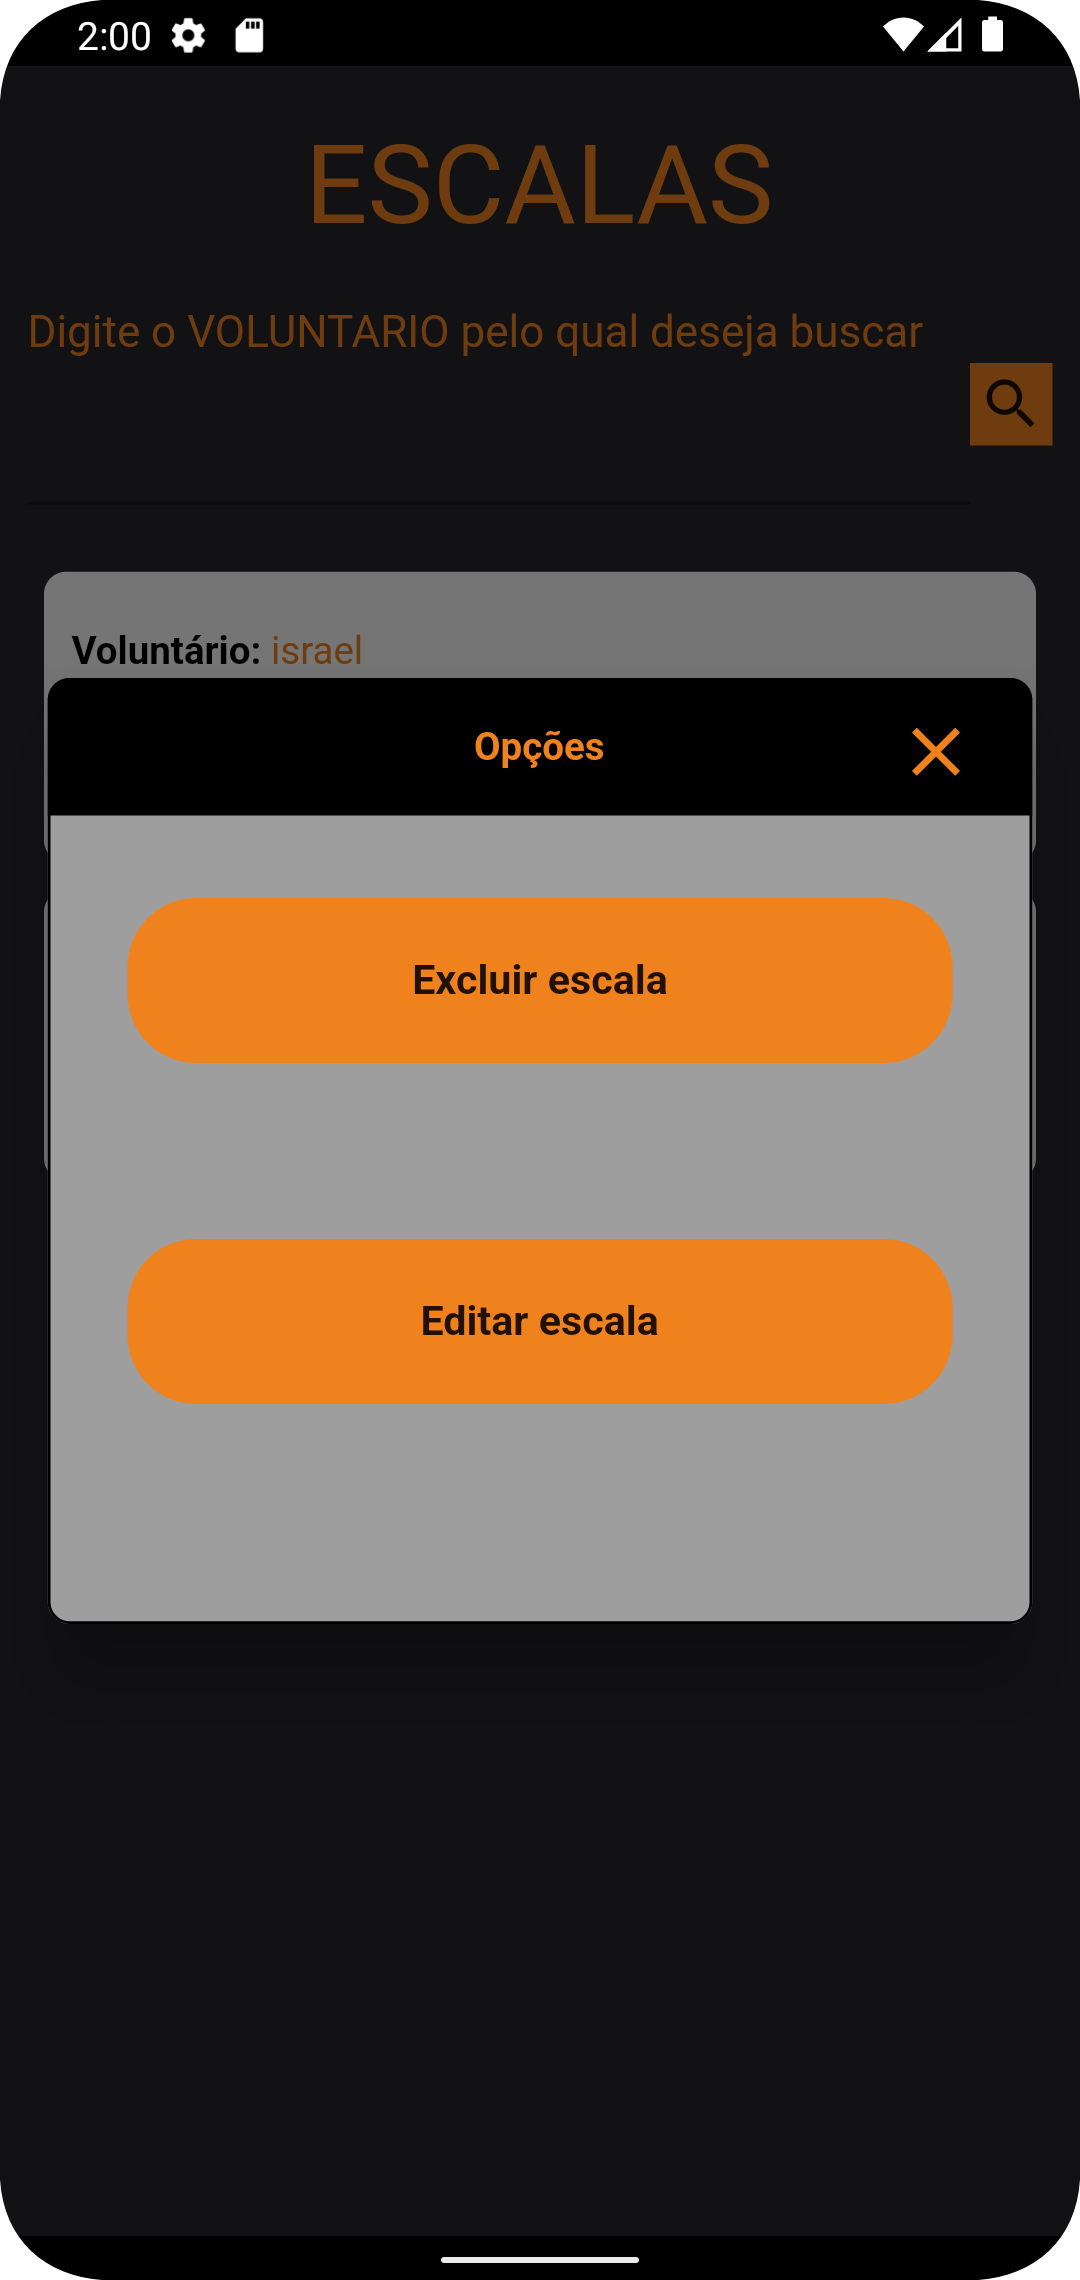 2:00
ESCALAS
Digite o VOLUNTARIO pelo qual deseja buscar
Voluntário: israel
Opções
Excluir escala
Editar escala